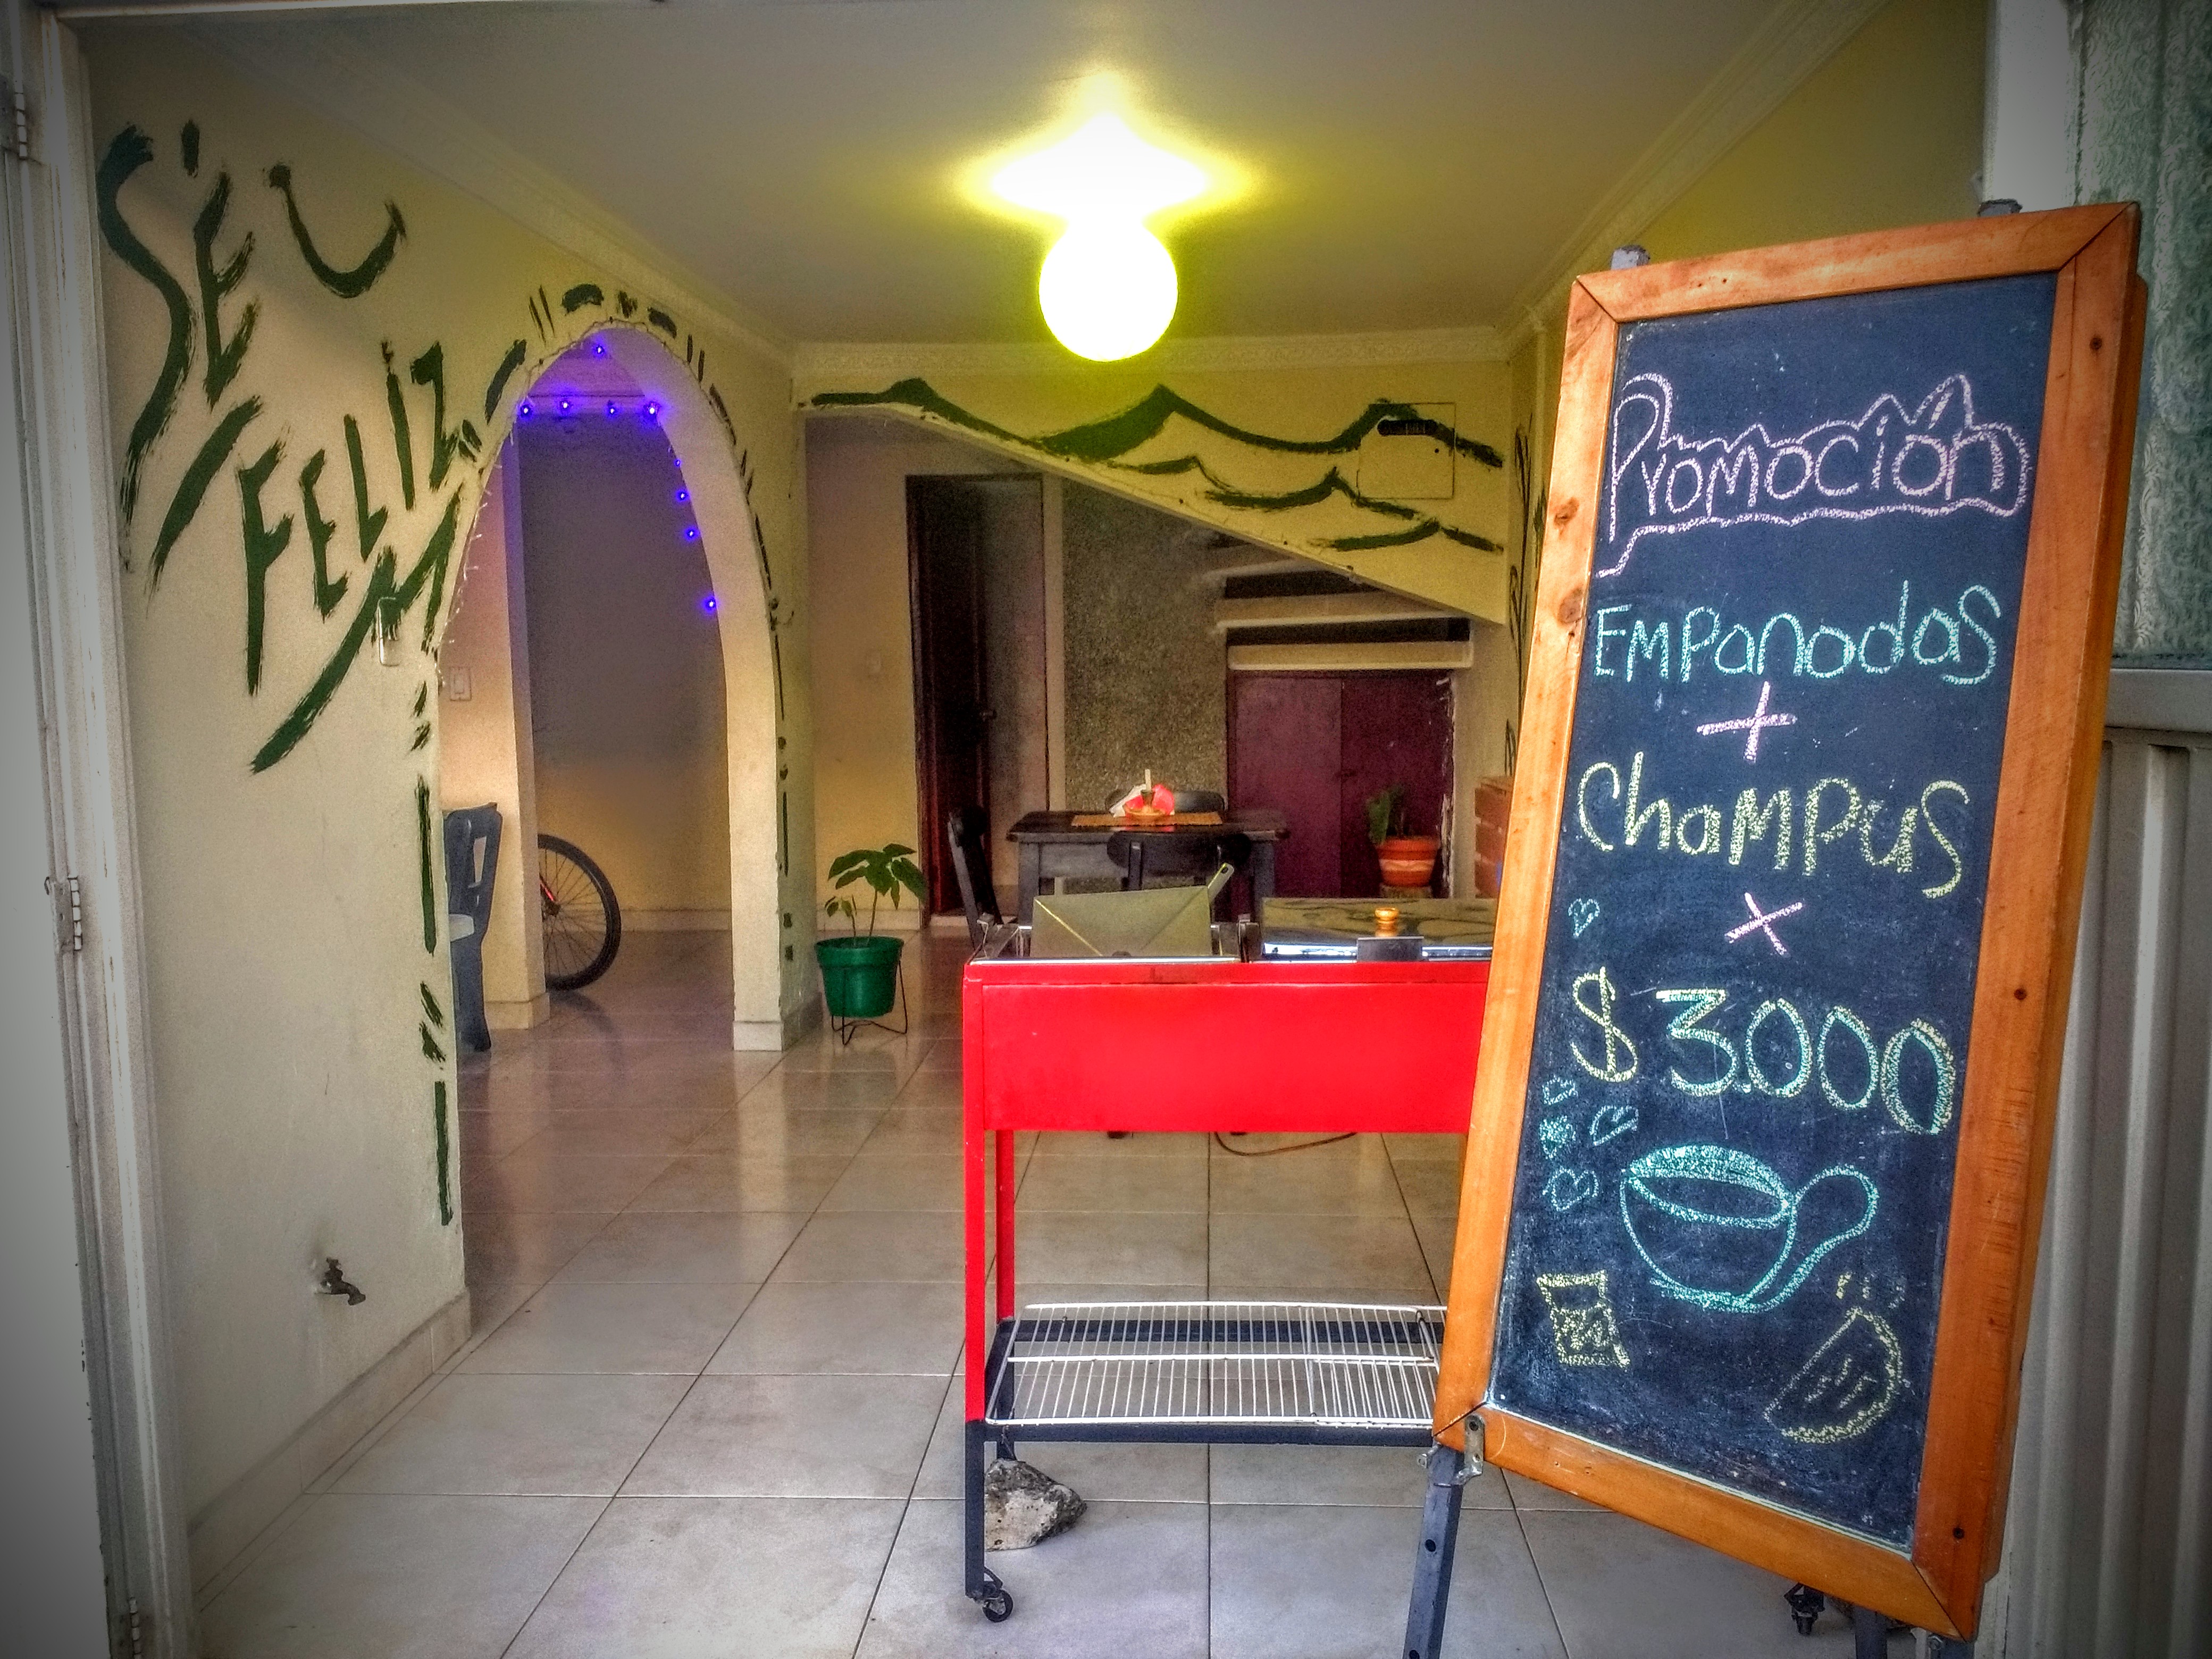 SÉ
FELIZ
Promoción
Empanadas
+
Champus
x
$ 3.000